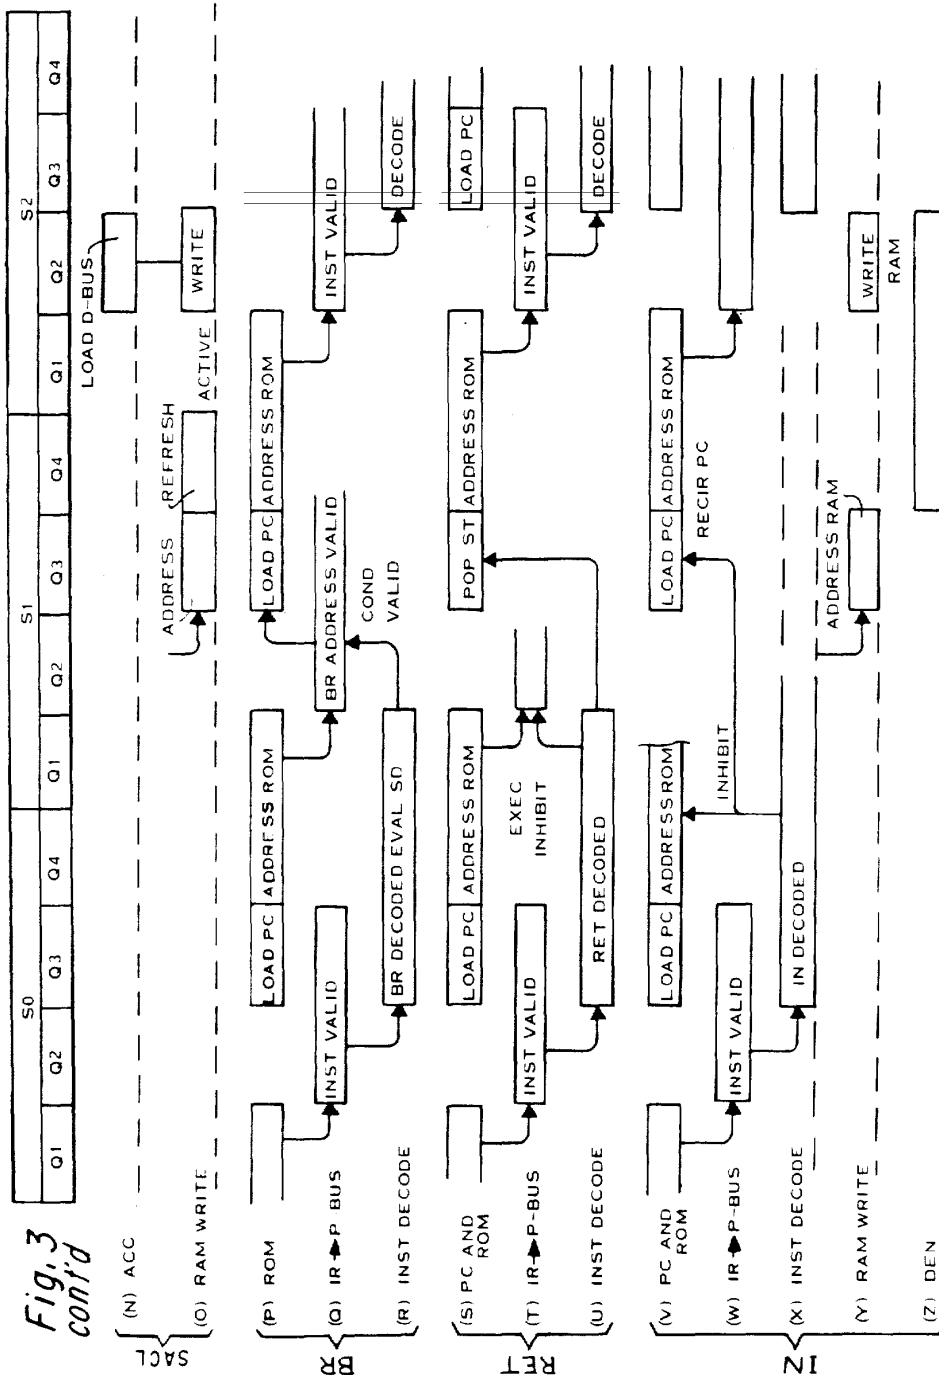 Fig. 3
cont'd
S0 S1 S2
Q1 Q2 Q3 Q4 Q1 Q2 Q3 Q4 Q1 Q2 Q3 Q4
SACL
(N) ACC
LOAD D-BUS
(O) RAM WRITE
ADDRESS
REFRESH
ACTIVE
WRITE
BR
(P) ROM
LOAD PC ADDRESS ROM
LOAD PC ADDRESS ROM
(Q) IR→P BUS
INST VALID
BR ADDRESS VALID
INST VALID
COND
VALID
(R) INST DECODE
BR DECODED EVAL SD
DECODE
RET
(S) PC AND
ROM
LOAD PC ADDRESS ROM
POP ST ADDRESS ROM
LOAD PC
(T) IR→P-BUS
INST VALID
EXEC
INHIBIT
INST VALID
(U) INST DECODE
RET DECODED
DECODE
IN
(V) PC AND
ROM
LOAD PC ADDRESS ROM
LOAD PC ADDRESS ROM
RECIR PC
(W) IR→P-BUS
INST VALID
INHIBIT
(X) INST DECODE
IN DECODED
(Y) RAM WRITE
ADDRESS RAM
WRITE
RAM
(Z) DEN